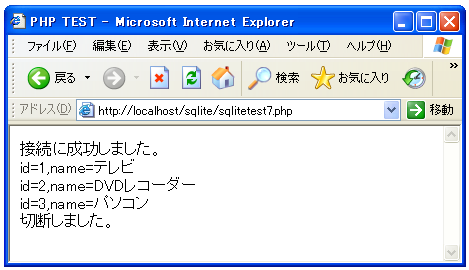 PHP TEST - Microsoft Internet Explorer
ファイル(F) 編集(E) 表示(V) お気に入り(A) ツール(T) ヘルプ(H)
戻る 検索 お気に入り »
アドレス(D) http://localhost/sqlite/sqlitetest7.php 移動
接続に成功しました。
id=1,name=テレビ
id=2,name=DVDレコーダー
id=3,name=パソコン
切断しました。